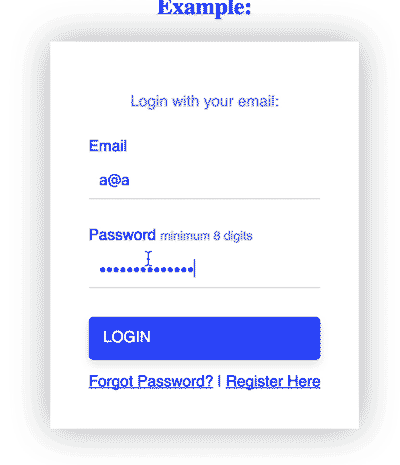 Example:
Login with your email:
Email
a@a
Password minimum 8 digits
••••••••••••••
LOGIN
Forgot Password? | Register Here